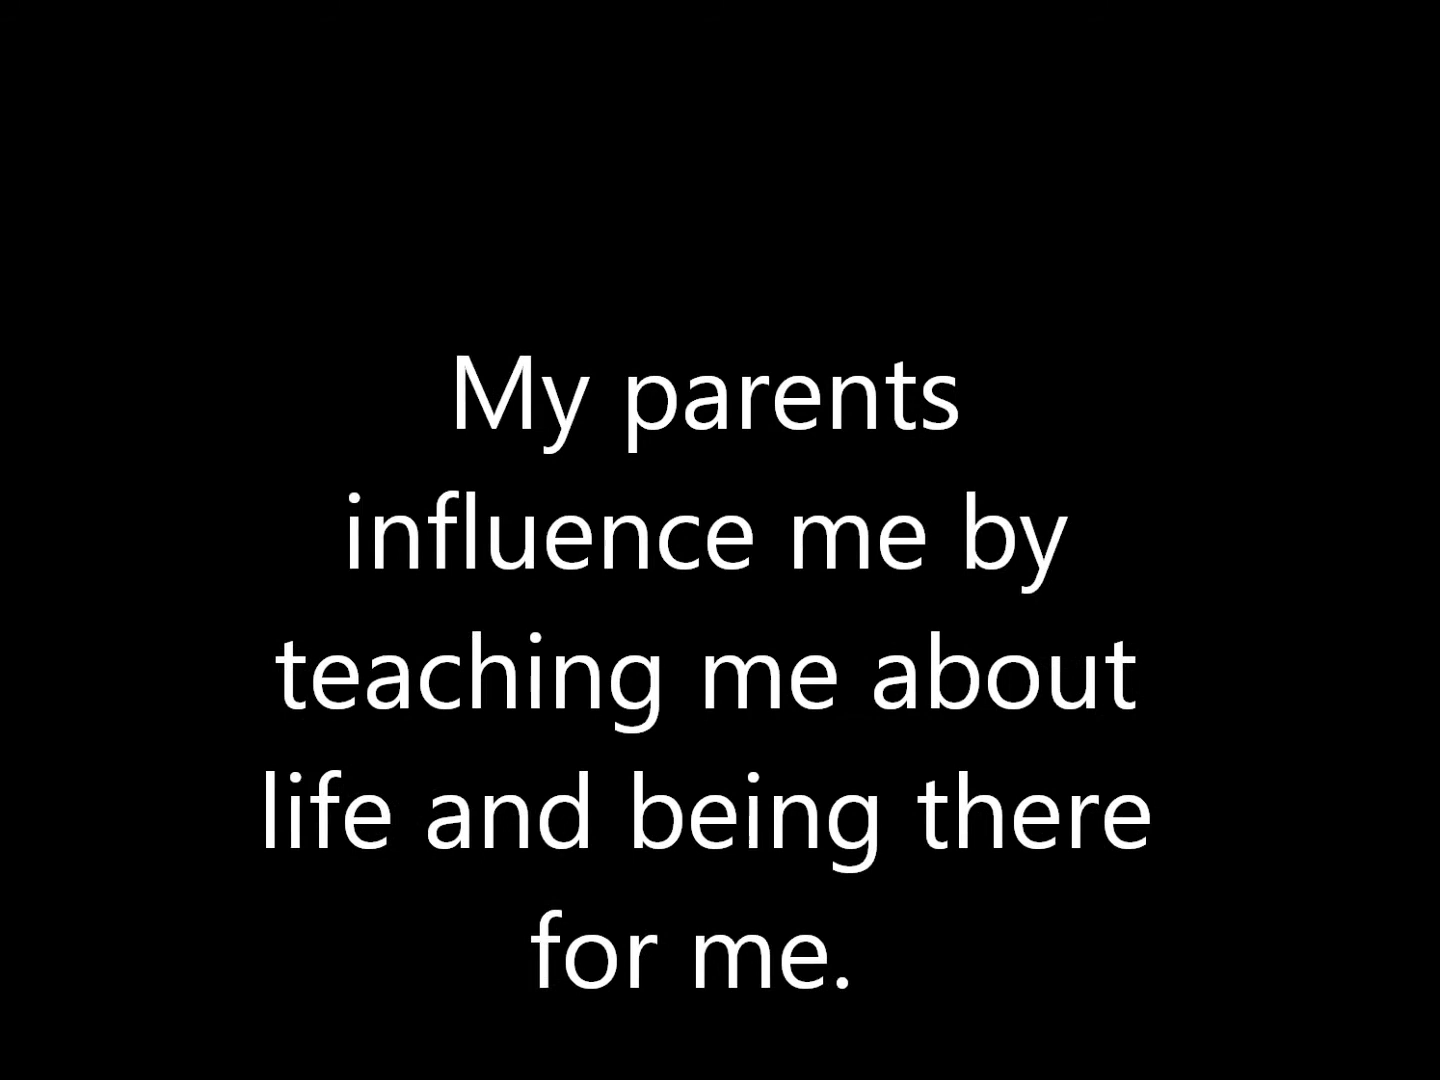 My parents
influence me by
teaching me about
life and being there
for me.